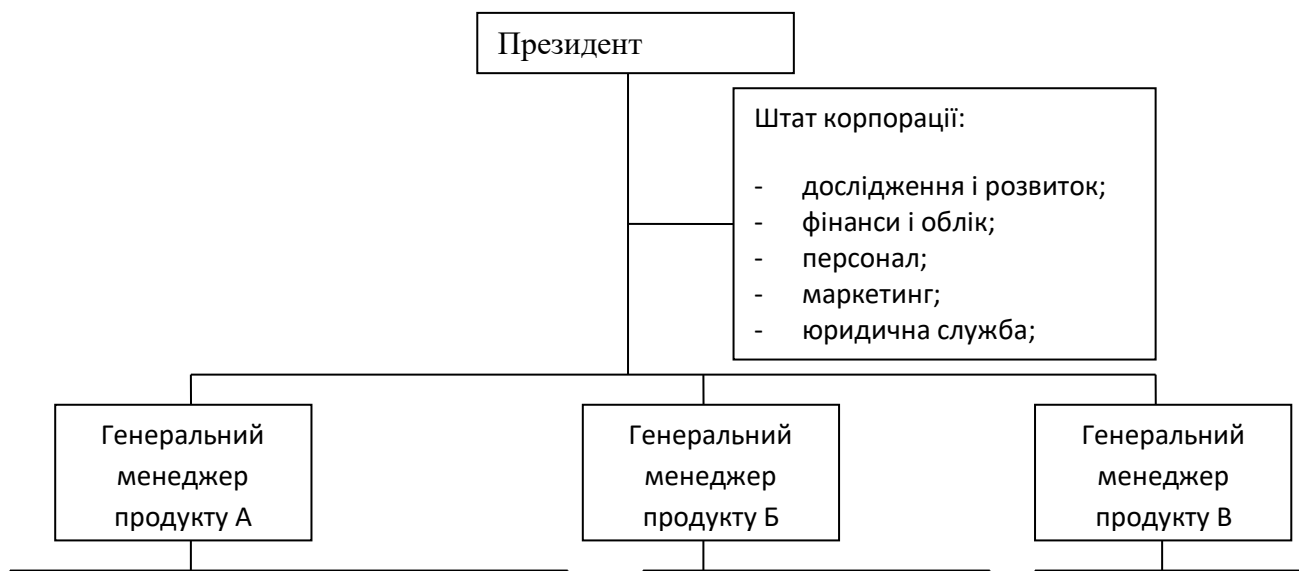 Президент
Штат корпорації:
- дослідження і розвиток;
- фінанси і облік;
- персонал;
- маркетинг;
- юридична служба;
Генеральний
менеджер
продукту А
Генеральний
менеджер
продукту Б
Генеральний
менеджер
продукту В